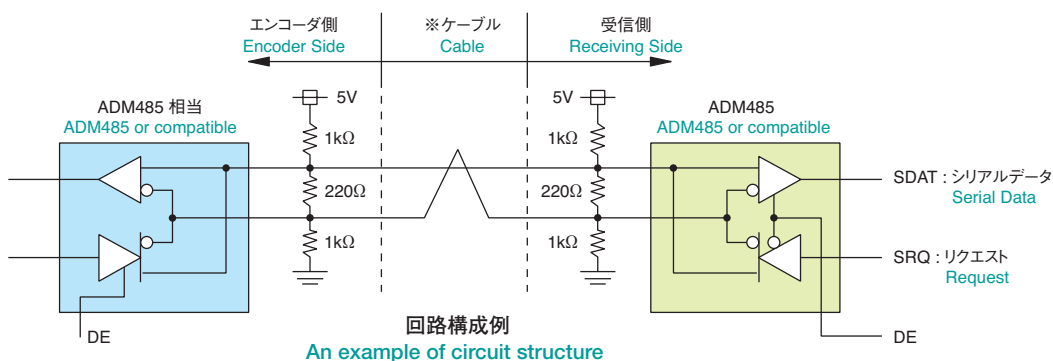 エンコーダ側
Encoder Side
※ケーブル
Cable
受信側
Receiving Side
ADM485 相当
ADM485 or compatible
5V
1kΩ
220Ω
1kΩ
DE
5V
1kΩ
220Ω
1kΩ
ADM485
ADM485 or compatible
SDAT : シリアルデータ
Serial Data
SRQ : リクエスト
Request
DE
回路構成例
An example of circuit structure